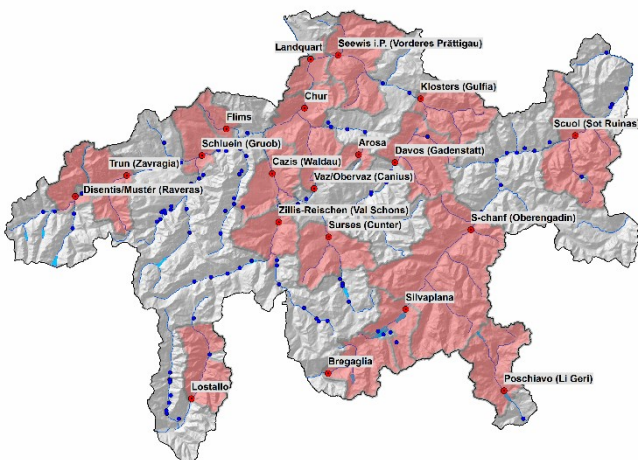 Landquart
Seewis i.P. (Vorderes Prättigau)
Klosters (Gulfia)
Chur
Flims
Scuol (Sot Ruinas)
Schluein (Gruob)
Arosa
Trun (Zavragia)
Cazis (Waldau)
Davos (Gadenstatt)
Vaz/Obervaz (Canius)
Disentis/Mustér (Raveras)
Zillis-Reischen (Val Schons)
S-chanf (Oberengadin)
Surses (Cunter)
Silvaplana
Bregaglia
Poschiavo (Li Geri)
Lostallo